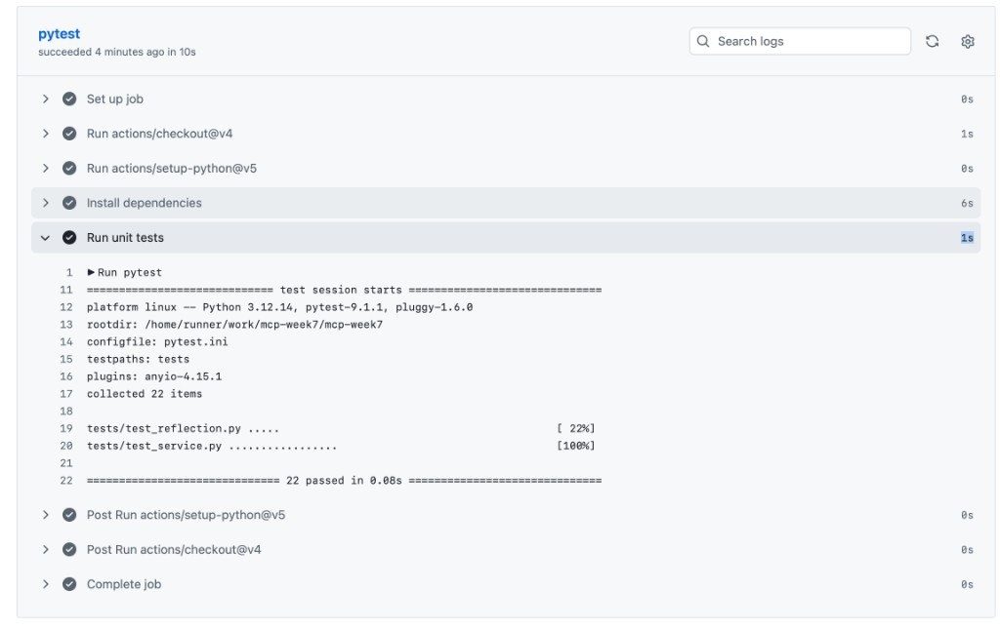 pytest
succeeded 4 minutes ago in 10s
Search logs
Set up job 0s
Run actions/checkout@v4 1s
Run actions/setup-python@v5 0s
Install dependencies 6s
Run unit tests 1s
1 ▶ Run pytest
11 ============================= test session starts ==============================
12 platform linux -- Python 3.12.14, pytest-9.1.1, pluggy-1.6.0
13 rootdir: /home/runner/work/mcp-week7/mcp-week7
14 configfile: pytest.ini
15 testpaths: tests
16 plugins: anyio-4.15.1
17 collected 22 items
18
19 tests/test_reflection.py ..... [ 22%]
20 tests/test_service.py ................. [100%]
21
22 ============================== 22 passed in 0.08s ==============================
Post Run actions/setup-python@v5 0s
Post Run actions/checkout@v4 0s
Complete job 0s